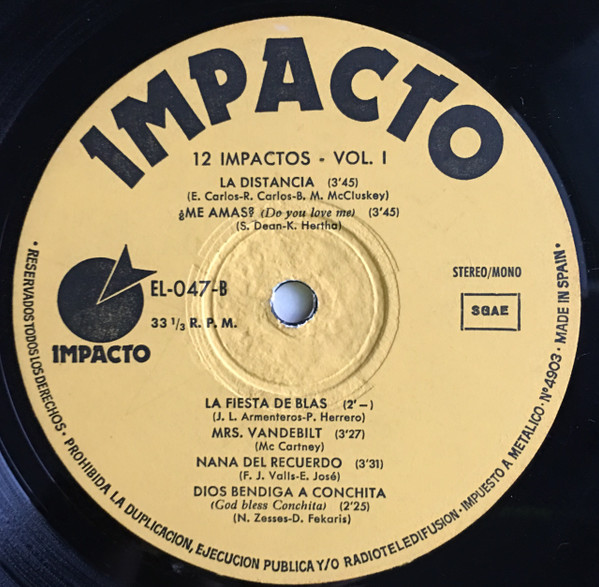 IMPACTO
12 IMPACTOS - VOL. I
LA DISTANCIA (3'45)
(E. Carlos-R. Carlos-B. M. McCluskey)
¿ME AMAS? (Do you love me) (3'45)
(S. Dean-K. Hertha)
EL-047-B
33 1/3 R. P. M.
IMPACTO
STEREO/MONO
SGAE
LA FIESTA DE BLAS (2'—)
(J. L. Armenteros-P. Herrero)
MRS. VANDEBILT (3'27)
(Mc Cartney)
NANA DEL RECUERDO (3'31)
(F. J. Valls-E. José)
DIOS BENDIGA A CONCHITA
(God bless Conchita) (2'25)
(N. Zesses-D. Fekaris)
• RESERVADOS TODOS LOS DERECHOS • PROHIBIDA LA DUPLICACION, EJECUCION PUBLICA Y/O RADIOTELEDIFUSION • IMPUESTO A METALICO • Nº 4903 • MADE IN SPAIN •